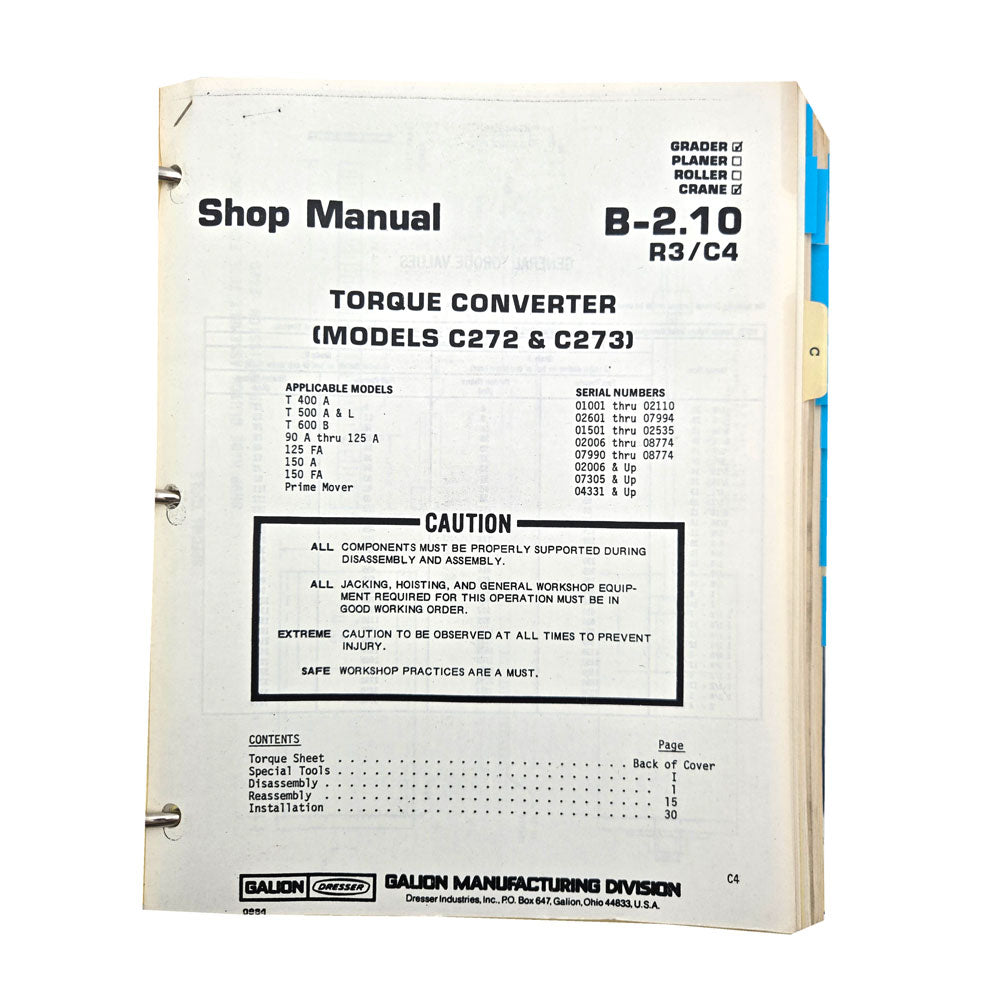 GRADER ☑
PLANER ☐
ROLLER ☐
CRANE ☑
Shop Manual
B-2.10
R3/C4
TORQUE CONVERTER
(MODELS C272 & C273)
APPLICABLE MODELS SERIAL NUMBERS
T 400 A 01001 thru 02110
T 500 A & L 02601 thru 07994
T 600 B 01501 thru 02535
90 A thru 125 A 02006 thru 08774
125 FA 07990 thru 08774
150 A 02006 & Up
150 FA 07305 & Up
Prime Mover 04331 & Up
C
CAUTION
ALL COMPONENTS MUST BE PROPERLY SUPPORTED DURING
DISASSEMBLY AND ASSEMBLY.
ALL JACKING, HOISTING, AND GENERAL WORKSHOP EQUIP-
MENT REQUIRED FOR THIS OPERATION MUST BE IN
GOOD WORKING ORDER.
EXTREME CAUTION TO BE OBSERVED AT ALL TIMES TO PREVENT
INJURY.
SAFE WORKSHOP PRACTICES ARE A MUST.
CONTENTS Page
Torque Sheet . . . . . . . . . . . . . . . . . . . . . . . Back of Cover
Special Tools . . . . . . . . . . . . . . . . . . . . . . . . . . I
Disassembly . . . . . . . . . . . . . . . . . . . . . . . . . . . 1
Reassembly . . . . . . . . . . . . . . . . . . . . . . . . . . . 15
Installation . . . . . . . . . . . . . . . . . . . . . . . . . . 30
GALION DRESSER GALION MANUFACTURING DIVISION C4
Dresser Industries, Inc., P.O. Box 647, Galion, Ohio 44833, U.S.A.
0984